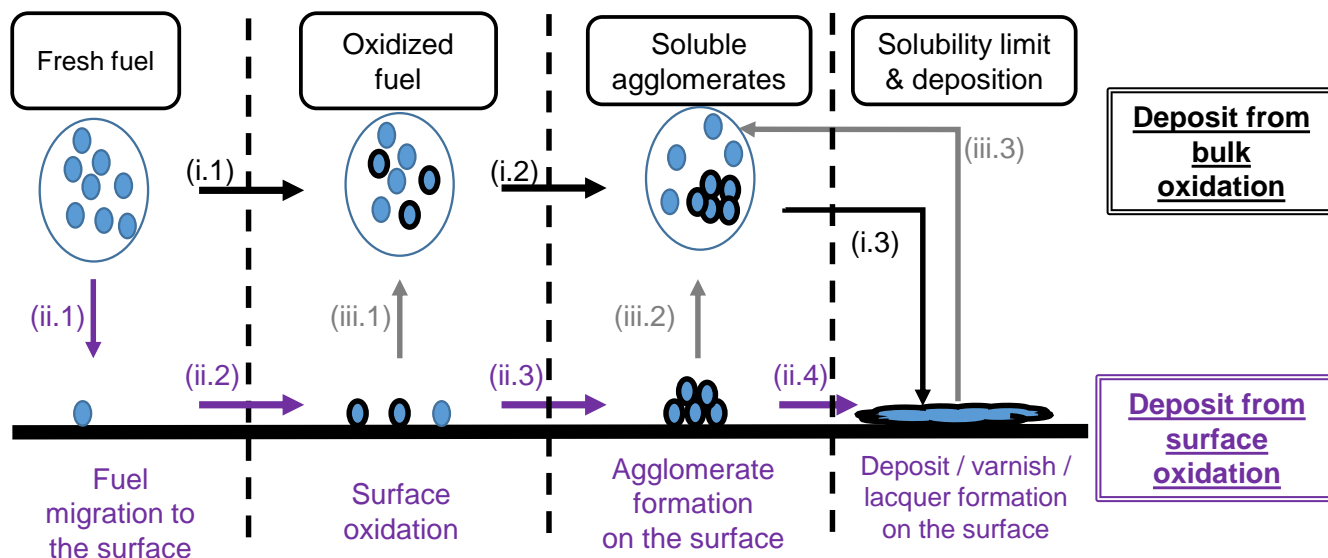 Fresh fuel
Oxidized
fuel
Soluble
agglomerates
Solubility limit
& deposition
(i.1)
(i.2)
(iii.3)
(i.3)
Deposit from
bulk
oxidation
(ii.1)
(iii.1)
(iii.2)
(ii.2)
(ii.3)
(ii.4)
Deposit from
surface
oxidation
Fuel
migration to
the surface
Surface
oxidation
Agglomerate
formation
on the surface
Deposit / varnish /
lacquer formation
on the surface